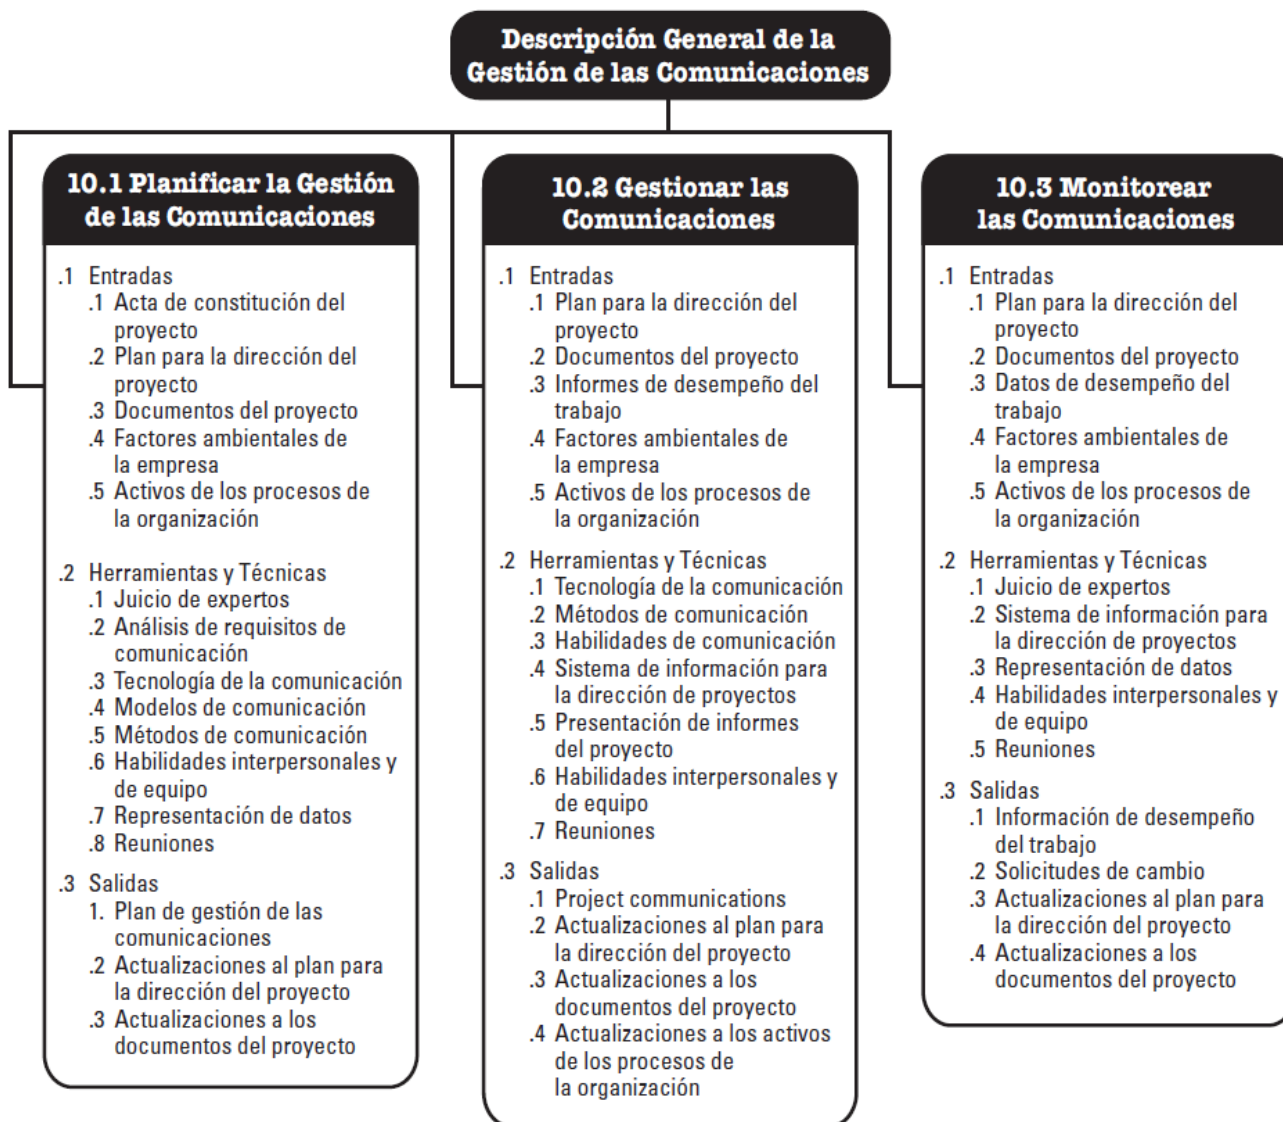 Descripción General de la
Gestión de las Comunicaciones
10.1 Planificar la Gestión
de las Comunicaciones
.1 Entradas
.1 Acta de constitución del
proyecto
.2 Plan para la dirección del
proyecto
.3 Documentos del proyecto
.4 Factores ambientales de
la empresa
.5 Activos de los procesos de
la organización
.2 Herramientas y Técnicas
.1 Juicio de expertos
.2 Análisis de requisitos de
comunicación
.3 Tecnología de la comunicación
.4 Modelos de comunicación
.5 Métodos de comunicación
.6 Habilidades interpersonales y
de equipo
.7 Representación de datos
.8 Reuniones
.3 Salidas
1. Plan de gestión de las
comunicaciones
.2 Actualizaciones al plan para
la dirección del proyecto
.3 Actualizaciones a los
documentos del proyecto
10.2 Gestionar las
Comunicaciones
.1 Entradas
.1 Plan para la dirección del
proyecto
.2 Documentos del proyecto
.3 Informes de desempeño del
trabajo
.4 Factores ambientales de
la empresa
.5 Activos de los procesos de
la organización
.2 Herramientas y Técnicas
.1 Tecnología de la comunicación
.2 Métodos de comunicación
.3 Habilidades de comunicación
.4 Sistema de información para
la dirección de proyectos
.5 Presentación de informes
del proyecto
.6 Habilidades interpersonales y
de equipo
.7 Reuniones
.3 Salidas
.1 Project communications
.2 Actualizaciones al plan para
la dirección del proyecto
.3 Actualizaciones a los
documentos del proyecto
.4 Actualizaciones a los activos
de los procesos de
la organización
10.3 Monitorear
las Comunicaciones
.1 Entradas
.1 Plan para la dirección del
proyecto
.2 Documentos del proyecto
.3 Datos de desempeño del
trabajo
.4 Factores ambientales de
la empresa
.5 Activos de los procesos de
la organización
.2 Herramientas y Técnicas
.1 Juicio de expertos
.2 Sistema de información para
la dirección de proyectos
.3 Representación de datos
.4 Habilidades interpersonales y
de equipo
.5 Reuniones
.3 Salidas
.1 Información de desempeño
del trabajo
.2 Solicitudes de cambio
.3 Actualizaciones al plan para
la dirección del proyecto
.4 Actualizaciones a los
documentos del proyecto